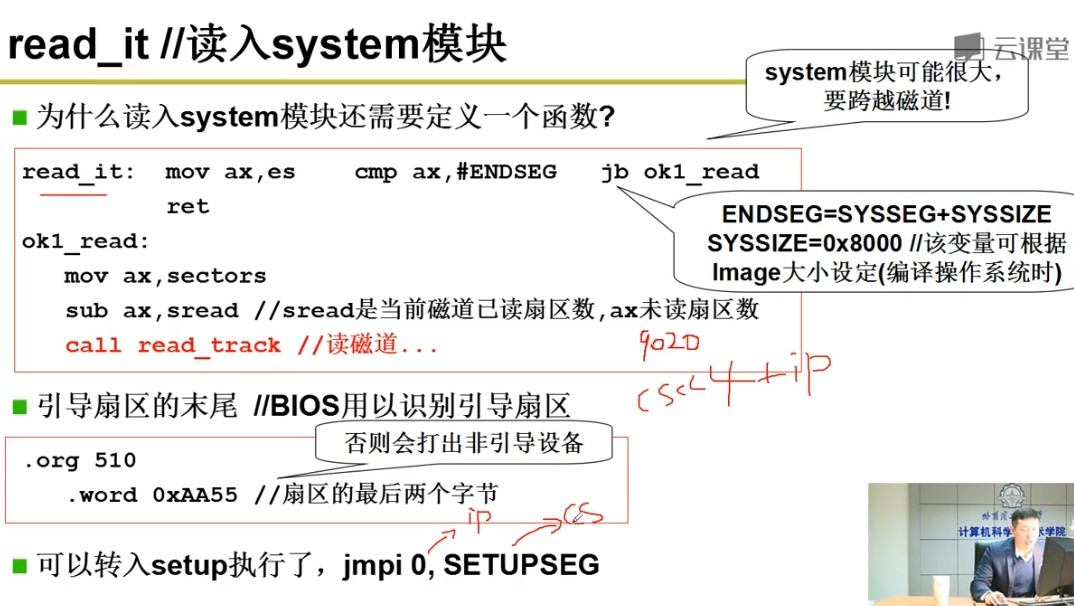 read_it //读入system模块
云课堂
system模块可能很大，
要跨越磁道!
为什么读入system模块还需要定义一个函数?
read_it: mov ax,es cmp ax,#ENDSEG jb ok1_read
ret
ENDSEG=SYSSEG+SYSSIZE
SYSSIZE=0x8000 //该变量可根据
Image大小设定(编译操作系统时)
ok1_read:
mov ax,sectors
sub ax,sread //sread是当前磁道已读扇区数,ax未读扇区数
call read_track //读磁道...
9020
cs<<4+ip
引导扇区的末尾 //BIOS用以识别引导扇区
否则会打出非引导设备
.org 510
.word 0xAA55 //扇区的最后两个字节
ip
cs
可以转入setup执行了，jmpi 0, SETUPSEG